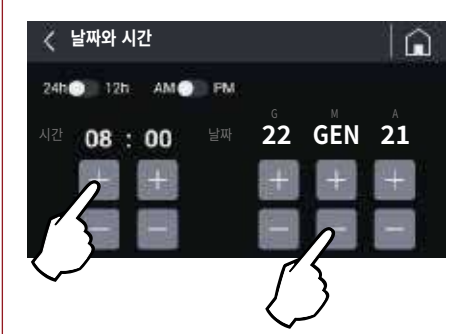 날짜와 시간
24h 12h AM PM
G M A
시간 08 : 00 날짜 22 GEN 21
+ + + + +
- - - - -